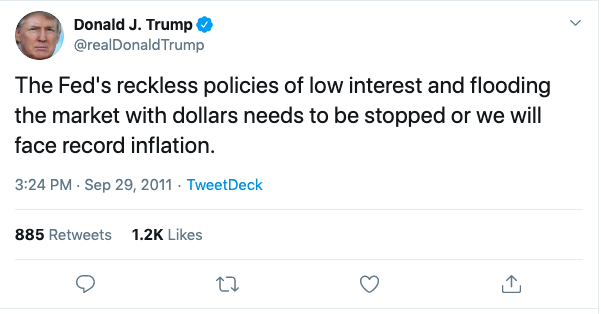 Donald J. Trump
@realDonaldTrump
The Fed's reckless policies of low interest and flooding
the market with dollars needs to be stopped or we will
face record inflation.
3:24 PM · Sep 29, 2011 · TweetDeck
885 Retweets 1.2K Likes